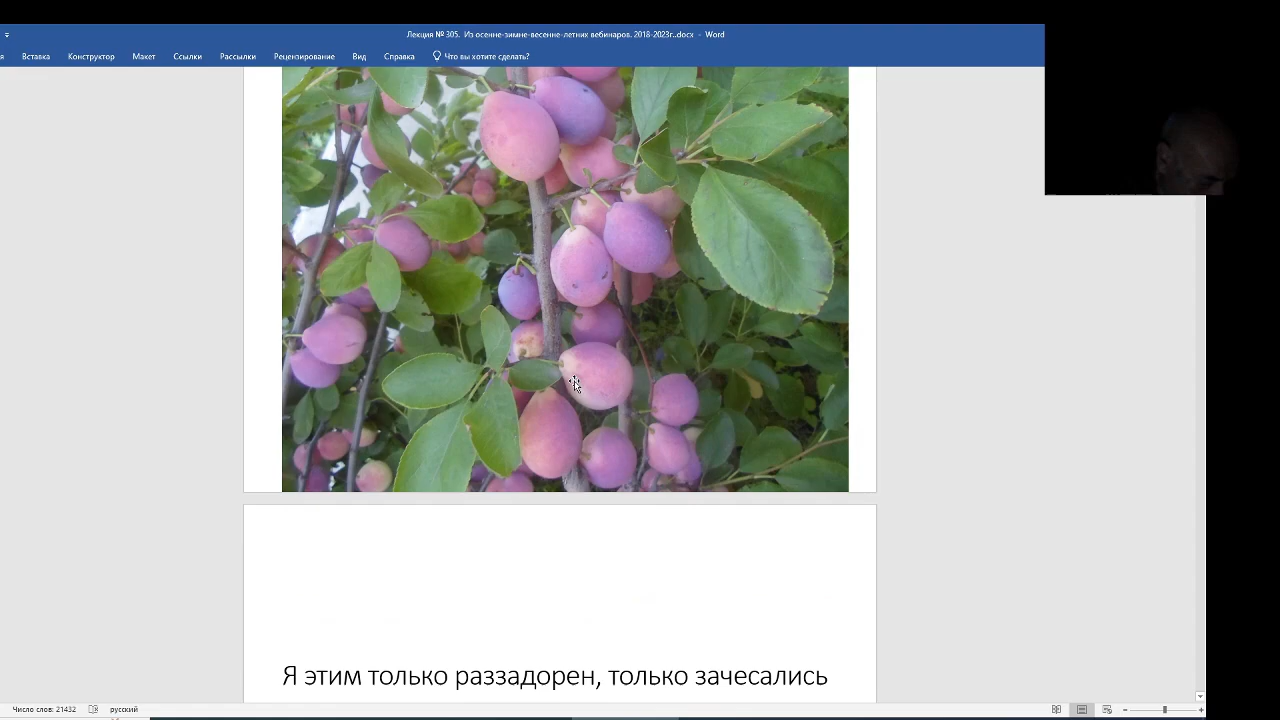 Лекция № 305. Из осенне-зимне-весенне-летних вебинаров. 2018-2023г..docx - Word
я Вставка Конструктор Макет Ссылки Рассылки Рецензирование Вид Справка Что вы хотите сделать?
Я этим только раззадорен, только зачесались
Число слов: 21432 русский